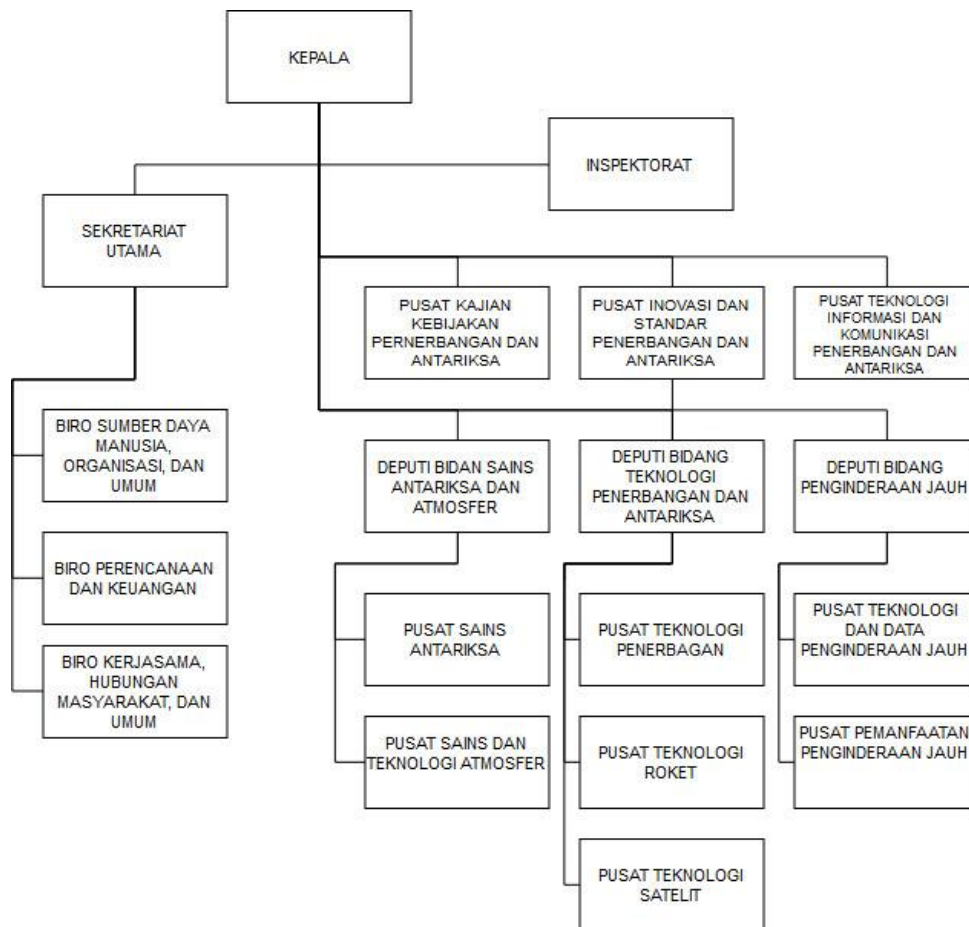 KEPALA
INSPEKTORAT
SEKRETARIAT
UTAMA
PUSAT KAJIAN
KEBIJAKAN
PERNERBANGAN DAN
ANTARIKSA
PUSAT INOVASI DAN
STANDAR
PENERBANGAN DAN
ANTARIKSA
PUSAT TEKNOLOGI
INFORMASI DAN
KOMUNIKASI
PENERBANGAN DAN
ANTARIKSA
BIRO SUMBER DAYA
MANUSIA,
ORGANISASI, DAN
UMUM
BIRO PERENCANAAN
DAN KEUANGAN
BIRO KERJASAMA,
HUBUNGAN
MASYARAKAT, DAN
UMUM
DEPUTI BIDAN SAINS
ANTARIKSA DAN
ATMOSFER
DEPUTI BIDANG
TEKNOLOGI
PENERBANGAN DAN
ANTARIKSA
DEPUTI BIDANG
PENGINDERAAN JAUH
PUSAT SAINS
ANTARIKSA
PUSAT SAINS DAN
TEKNOLOGI ATMOSFER
PUSAT TEKNOLOGI
PENERBAGAN
PUSAT TEKNOLOGI
ROKET
PUSAT TEKNOLOGI
SATELIT
PUSAT TEKNOLOGI
DAN DATA
PENGINDERAAN JAUH
PUSAT PEMANFAATAN
PENGINDERAAN JAUH